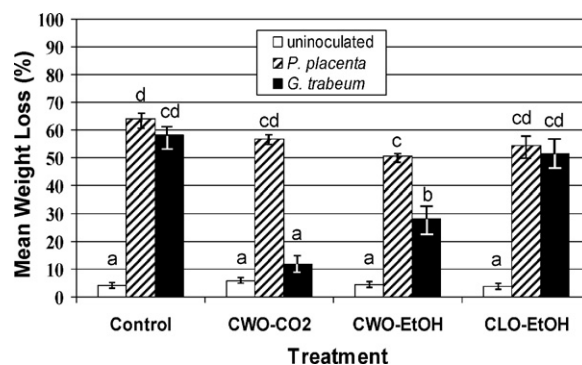 100
90
80
70
60
50
40
30
20
10
0
Mean Weight Loss (%)
uninoculated
P. placenta
G. trabeum
a d cd
a cd a
a c b
a cd cd
Control CWO-CO2 CWO-EtOH CLO-EtOH
Treatment